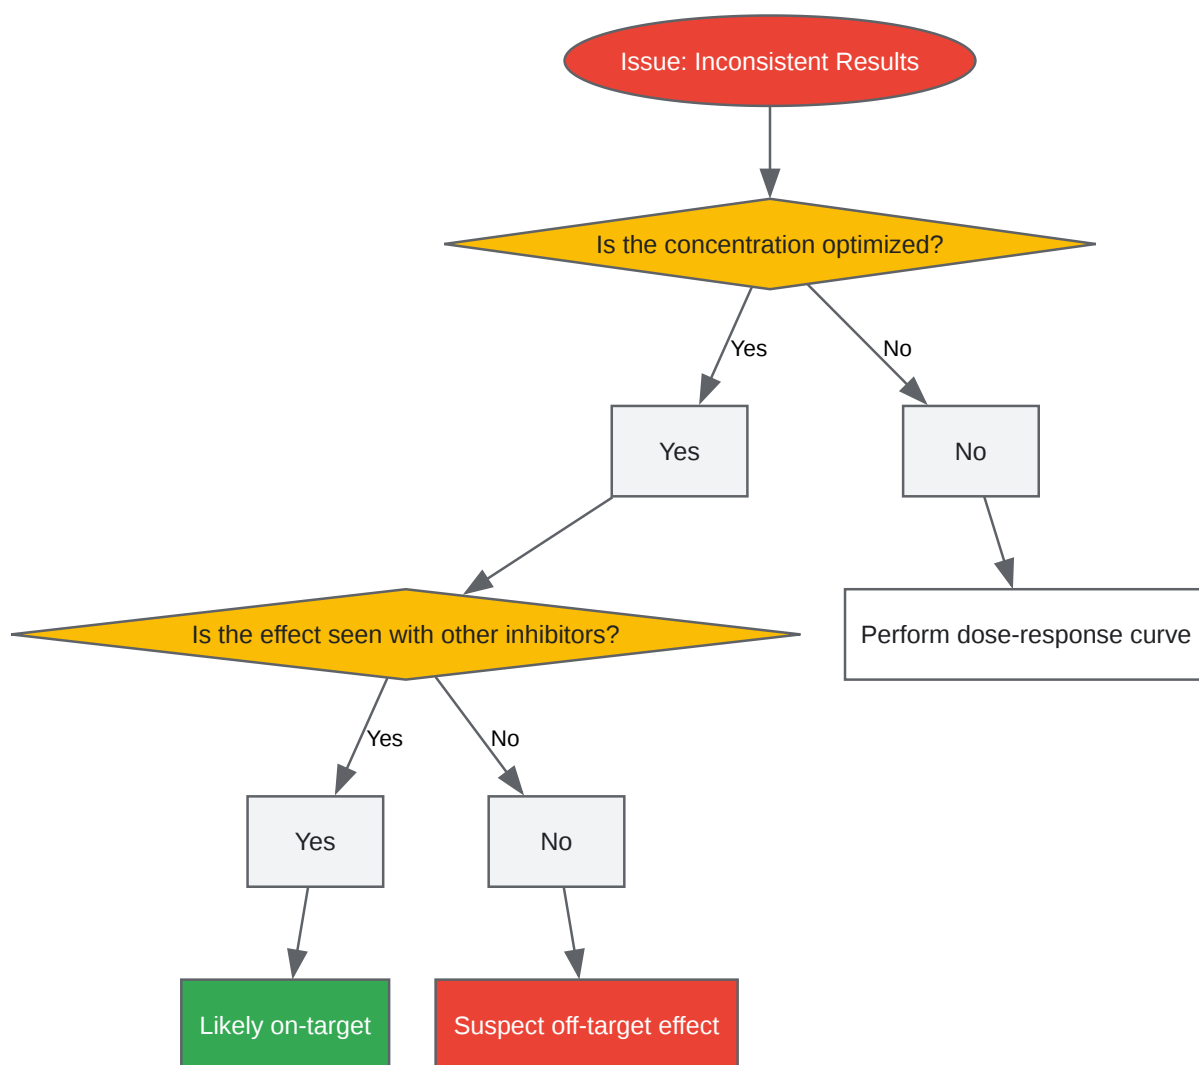 Issue: Inconsistent Results
Is the concentration optimized?
Yes
No
Yes
No
Is the effect seen with other inhibitors?
Perform dose-response curve
Yes
No
Yes
No
Likely on-target
Suspect off-target effect